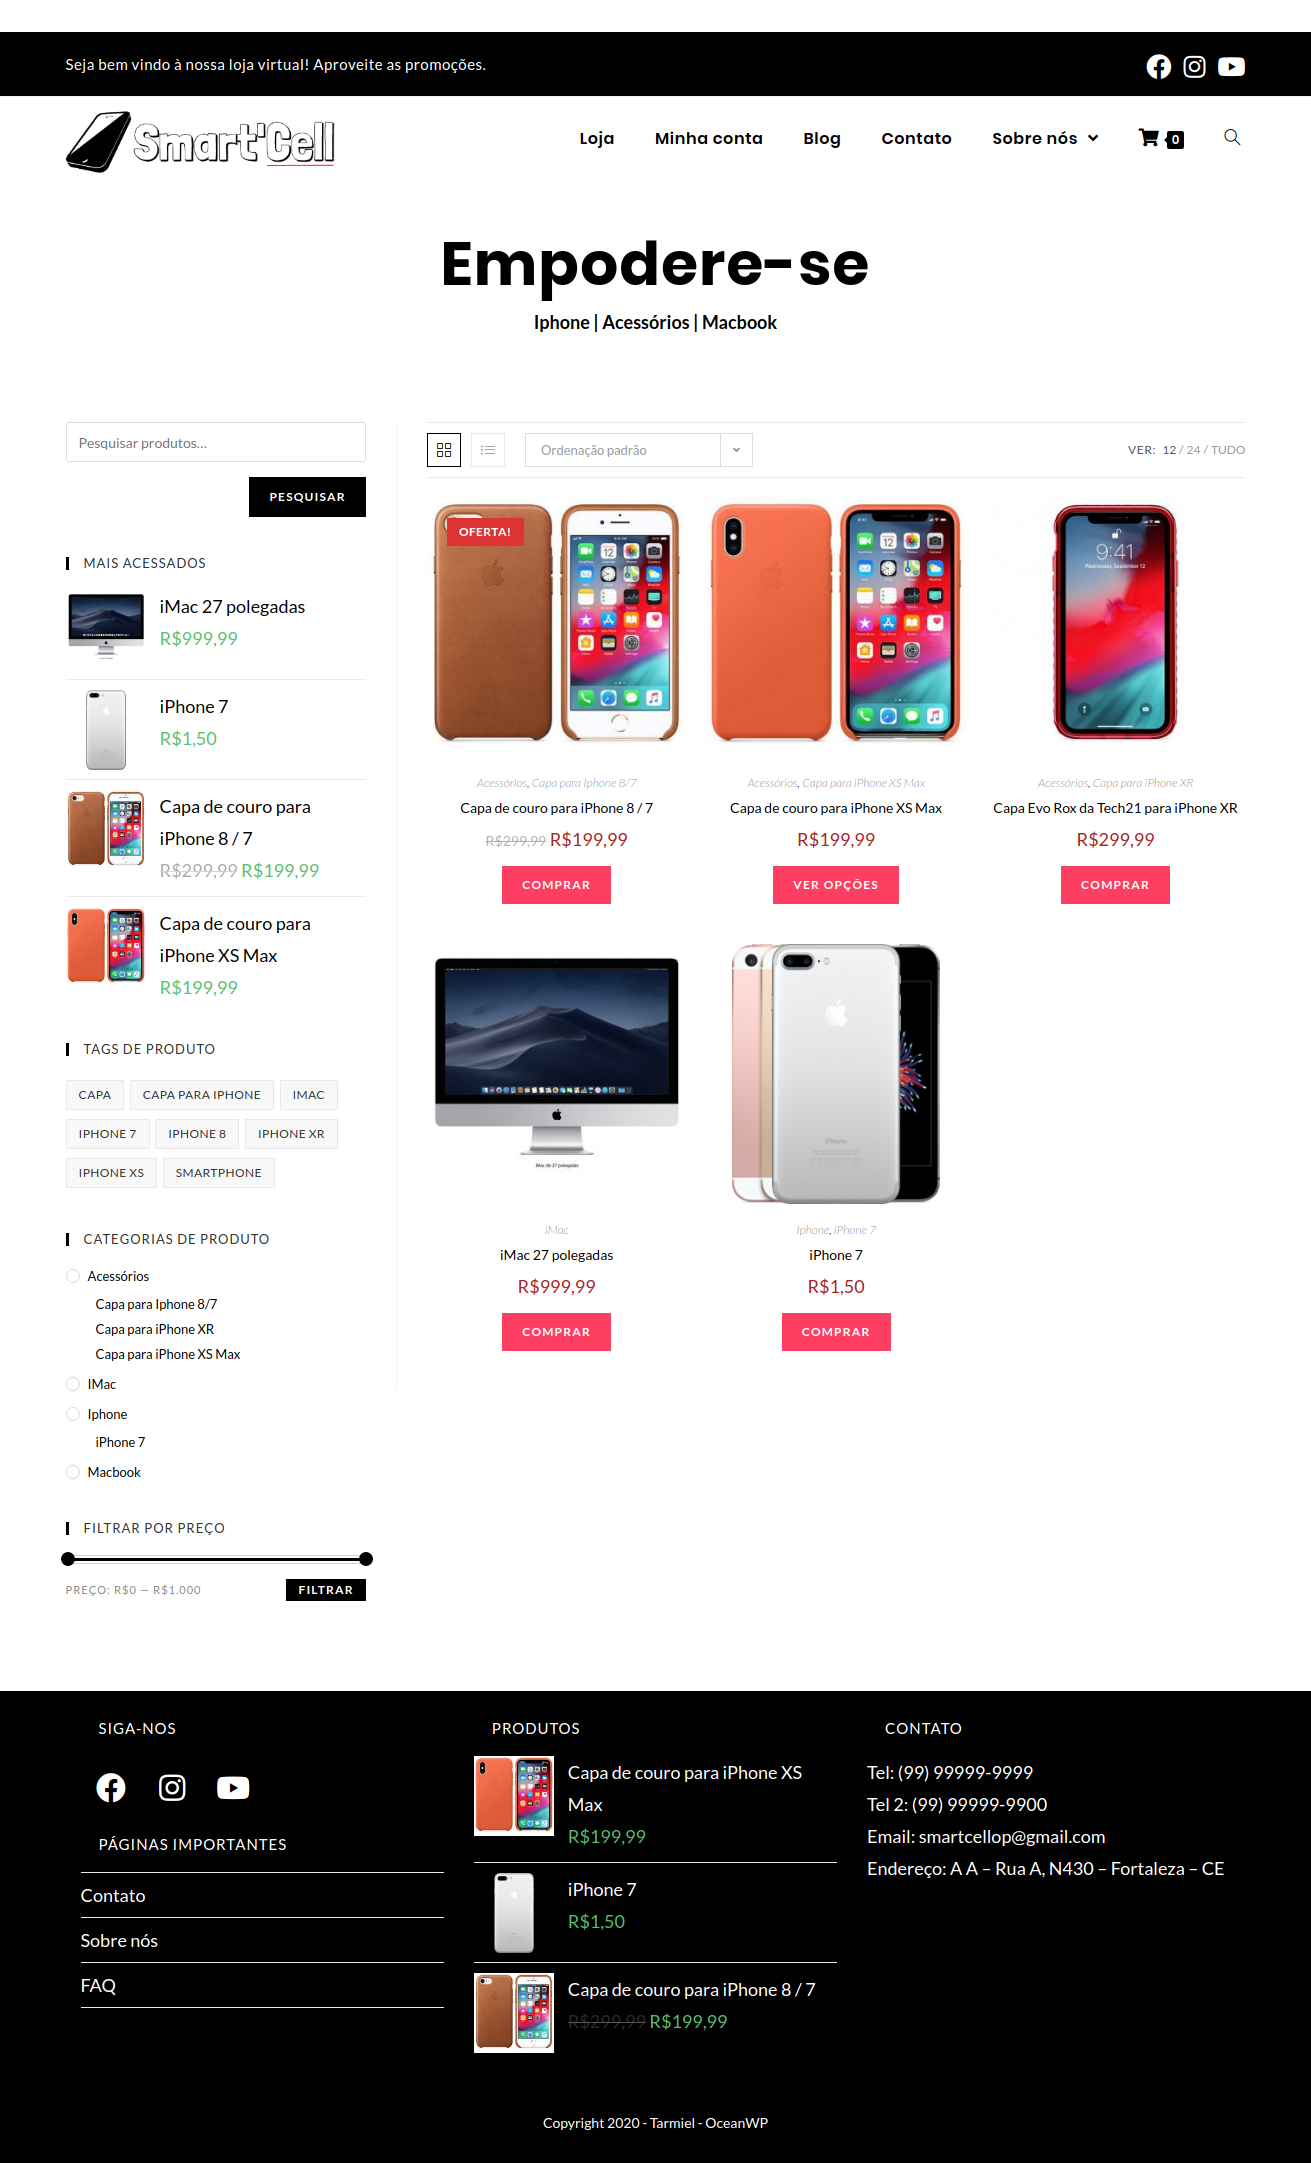 Seja bem vindo à nossa loja virtual! Aproveite as promoções.
Smart'Cell
Loja
Minha conta
Blog
Contato
Sobre nós
0
Empodere-se
Iphone | Acessórios | Macbook
Pesquisar produtos...
PESQUISAR
MAIS ACESSADOS
iMac 27 polegadas
R$999,99
iPhone 7
R$1,50
Capa de couro para
iPhone 8 / 7
R$299,99 R$199,99
Capa de couro para
iPhone XS Max
R$199,99
TAGS DE PRODUTO
CAPA
CAPA PARA IPHONE
IMAC
IPHONE 7
IPHONE 8
IPHONE XR
IPHONE XS
SMARTPHONE
CATEGORIAS DE PRODUTO
Acessórios
Capa para Iphone 8/7
Capa para iPhone XR
Capa para iPhone XS Max
IMac
Iphone
iPhone 7
Macbook
FILTRAR POR PREÇO
PREÇO: R$0 — R$1.000
FILTRAR
Ordenação padrão
VER: 12 / 24 / TUDO
OFERTA!
9:41
Wednesday, September 12
Acessórios, Capa para Iphone 8/7
Capa de couro para iPhone 8 / 7
R$299,99 R$199,99
COMPRAR
Acessórios, Capa para iPhone XS Max
Capa de couro para iPhone XS Max
R$199,99
VER OPÇÕES
Acessórios, Capa para iPhone XR
Capa Evo Rox da Tech21 para iPhone XR
R$299,99
COMPRAR
iMac de 27 polegadas
iPhone
iMac
iMac 27 polegadas
R$999,99
COMPRAR
Iphone, iPhone 7
iPhone 7
R$1,50
COMPRAR
SIGA-NOS
PÁGINAS IMPORTANTES
Contato
Sobre nós
FAQ
PRODUTOS
Capa de couro para iPhone XS
Max
R$199,99
iPhone 7
R$1,50
Capa de couro para iPhone 8 / 7
R$299,99 R$199,99
CONTATO
Tel: (99) 99999-9999
Tel 2: (99) 99999-9900
Email: smartcellop@gmail.com
Endereço: A A – Rua A, N430 – Fortaleza – CE
Copyright 2020 - Tarmiel - OceanWP